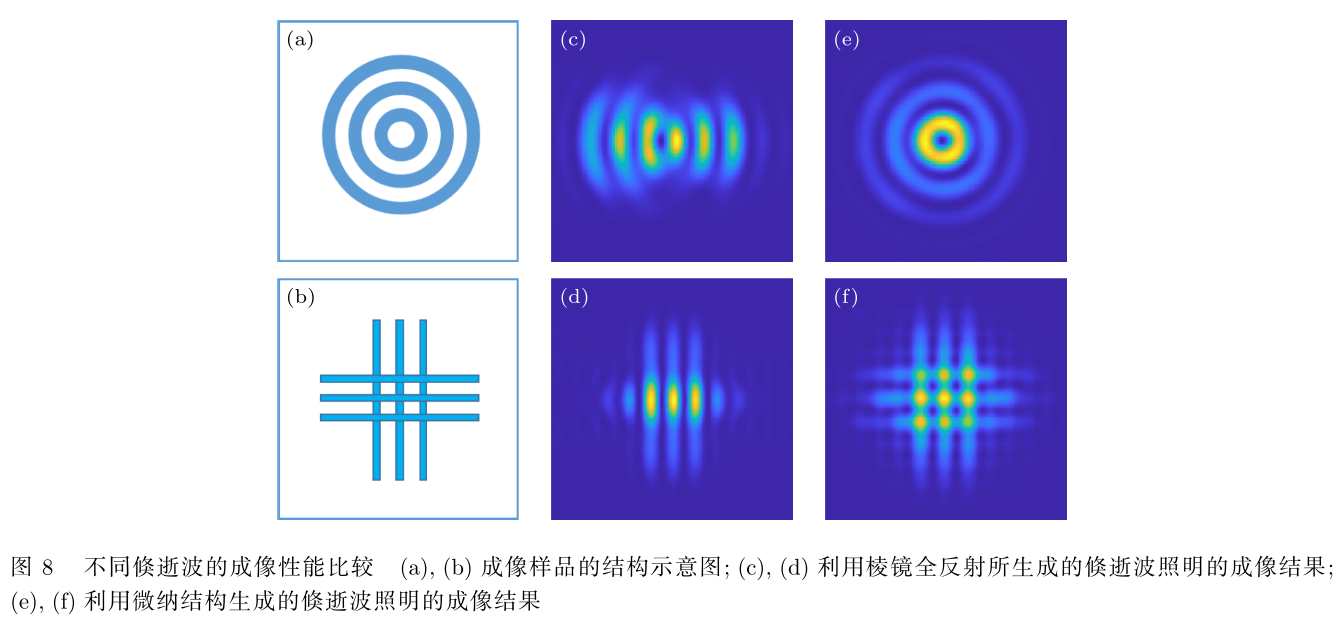 (a) (c) (e)
(b) (d) (f)
图 8 不同倏逝波的成像性能比较 (a), (b) 成像样品的结构示意图; (c), (d) 利用棱镜全反射所生成的倏逝波照明的成像结果;
(e), (f) 利用微纳结构生成的倏逝波照明的成像结果